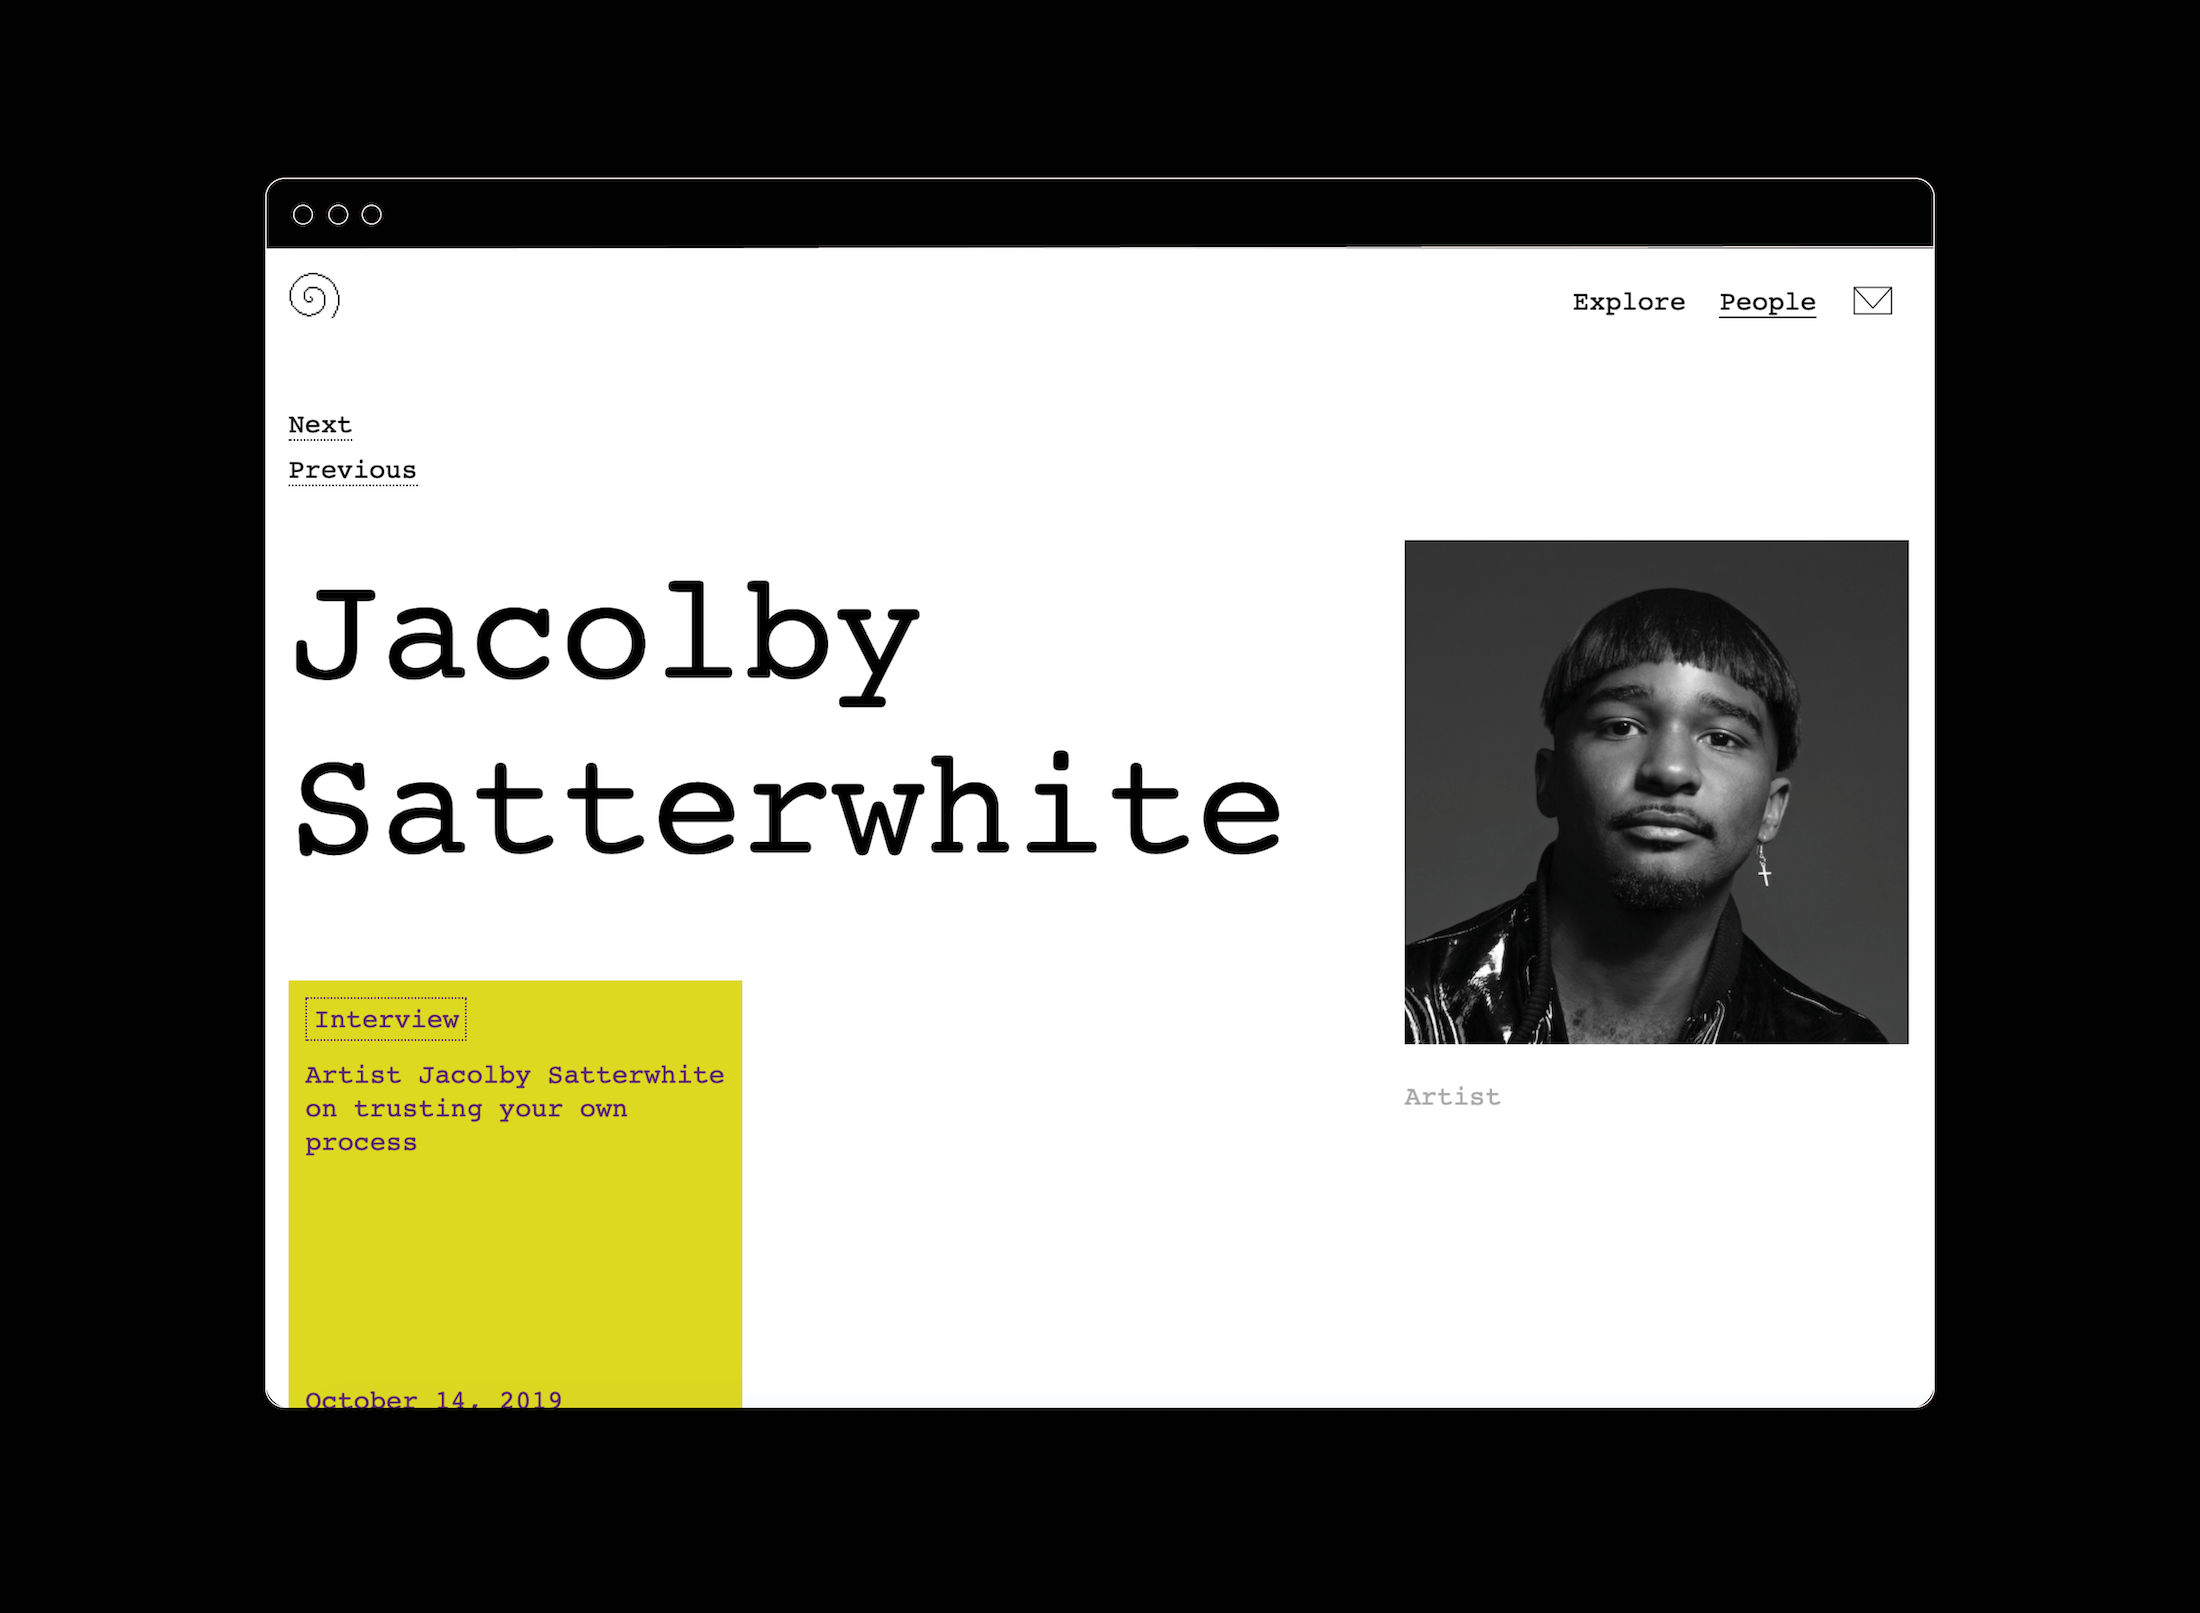 Explore People
Next
Previous
Jacolby
Satterwhite
Interview
Artist Jacolby Satterwhite
on trusting your own
process
Artist
October 14, 2019